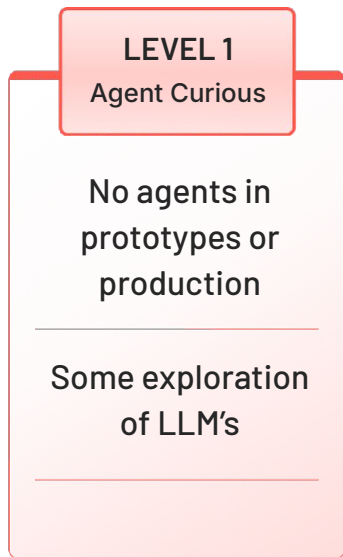 LEVEL 1
Agent Curious
No agents in
prototypes or
production
Some exploration
of LLM’s